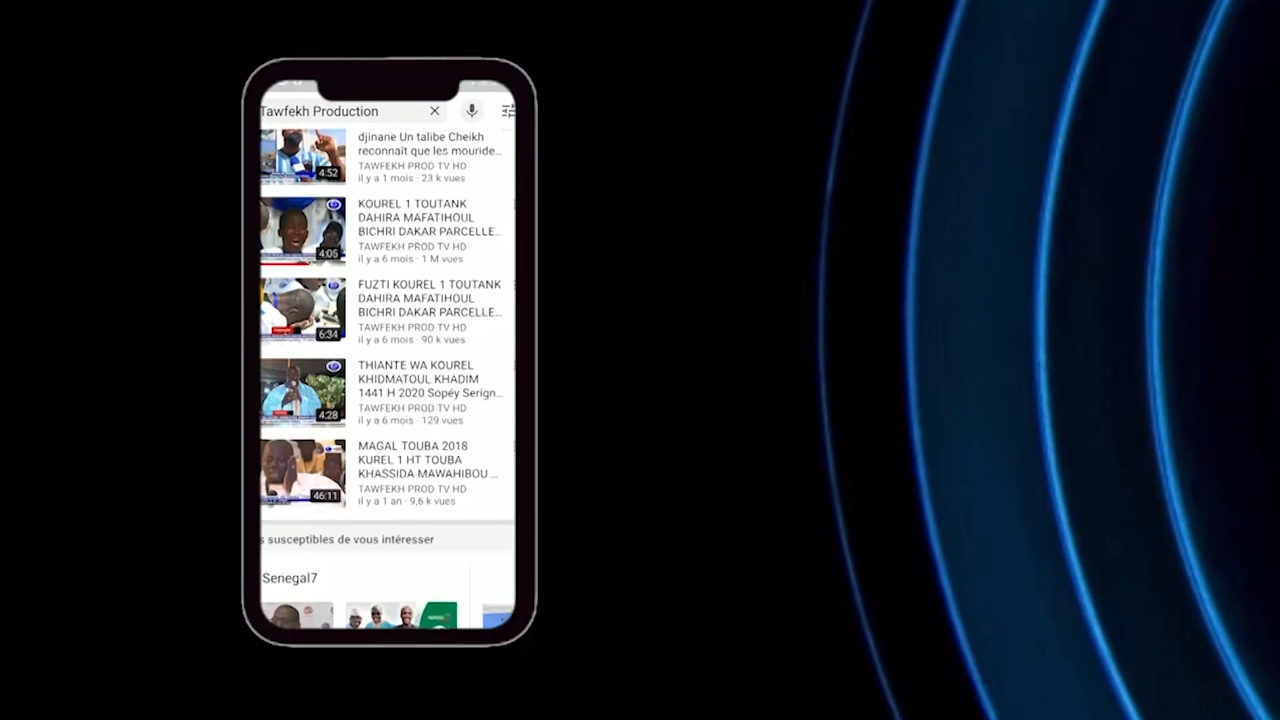 Tawfekh Production
djinane Un talibe Cheikh
reconnaît que les mouride...
TAWFEKH PROD TV HD
il y a 1 mois · 23 k vues
4:52
KOUREL 1 TOUTANK
DAHIRA MAFATIHOUL
BICHRI DAKAR PARCELLE...
TAWFEKH PROD TV HD
il y a 6 mois · 1 M vues
4:05
FUZTI KOUREL 1 TOUTANK
DAHIRA MAFATIHOUL
BICHRI DAKAR PARCELLE...
TAWFEKH PROD TV HD
il y a 6 mois · 90 k vues
6:34
THIANTE WA KOUREL
KHIDMATOUL KHADIM
1441 H 2020 Sopéy Serign...
TAWFEKH PROD TV HD
il y a 6 mois · 129 vues
4:28
MAGAL TOUBA 2018
KUREL 1 HT TOUBA
KHASSIDA MAWAHIBOU ...
TAWFEKH PROD TV HD
il y a 1 an · 9,6 k vues
46:11
s susceptibles de vous intéresser
Senegal7